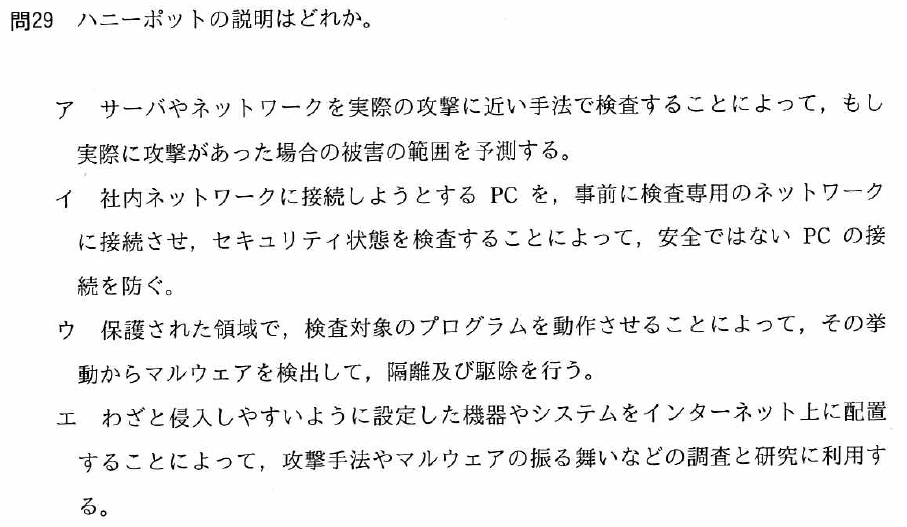 問29 ハニーポットの説明はどれか。
ア サーバやネットワークを実際の攻撃に近い手法で検査することによって，もし
実際に攻撃があった場合の被害の範囲を予測する。
イ 社内ネットワークに接続しようとする PC を，事前に検査専用のネットワーク
に接続させ，セキュリティ状態を検査することによって，安全ではない PC の接
続を防ぐ。
ウ 保護された領域で，検査対象のプログラムを動作させることによって，その挙
動からマルウェアを検出して，隔離及び駆除を行う。
エ わざと侵入しやすいように設定した機器やシステムをインターネット上に配置
することによって，攻撃手法やマルウェアの振る舞いなどの調査と研究に利用す
る。